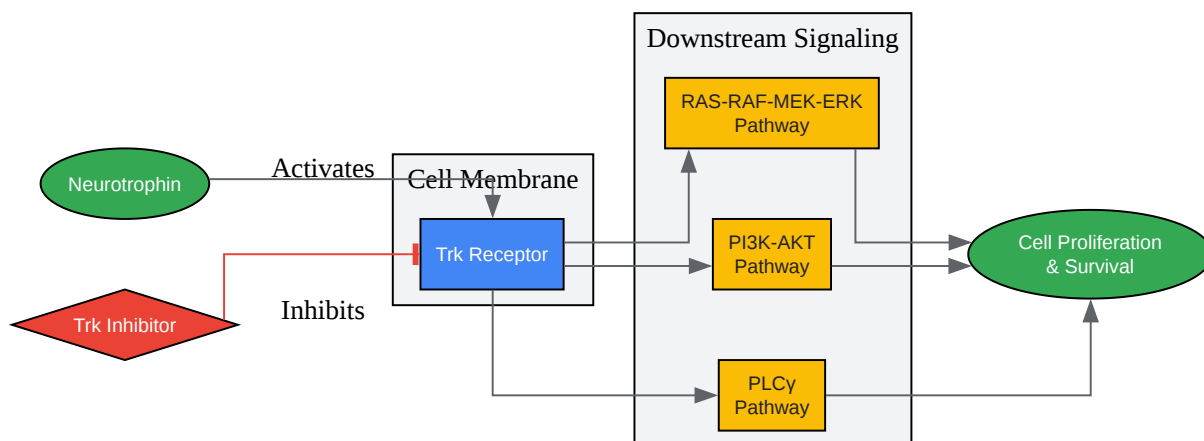 Downstream Signaling
RAS-RAF-MEK-ERK
Pathway
Activates
Cell Membrane
Neurotrophin
Trk Receptor
PI3K-AKT
Pathway
Cell Proliferation
& Survival
Inhibits
Trk Inhibitor
PLCγ
Pathway